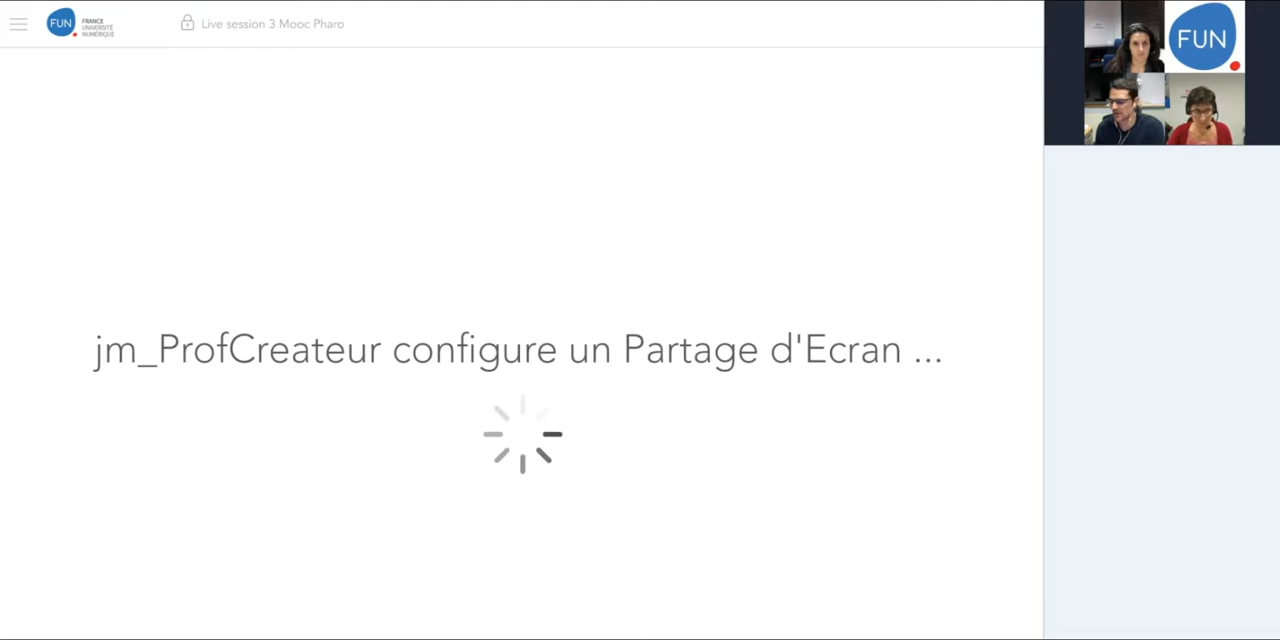 FUN
FRANCE
UNIVERSITÉ
NUMÉRIQUE
Live session 3 Mooc Pharo
FUN
jm_ProfCreateur configure un Partage d'Ecran ...